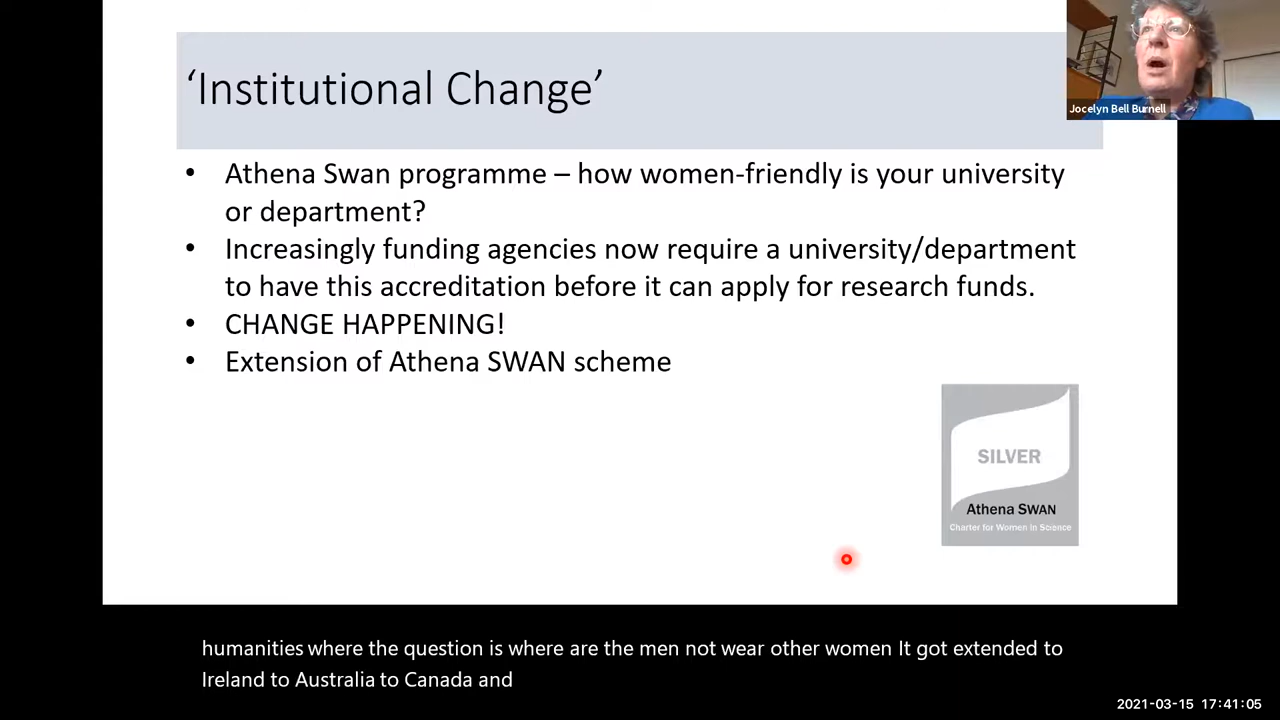 ‘Institutional Change’
Jocelyn Bell Burnell
• Athena Swan programme – how women-friendly is your university
or department?
• Increasingly funding agencies now require a university/department
to have this accreditation before it can apply for research funds.
• CHANGE HAPPENING!
• Extension of Athena SWAN scheme
SILVER
Athena SWAN
Charter for Women in Science
humanities where the question is where are the men not wear other women It got extended to
Ireland to Australia to Canada and
2021-03-15 17:41:05